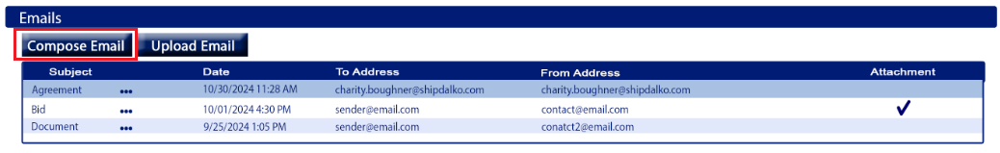 Emails
Compose Email Upload Email
Subject Date To Address From Address Attachment
Agreement ••• 10/30/2024 11:28 AM charity.boughner@shipdalko.com charity.boughner@shipdalko.com
Bid ••• 10/01/2024 4:30 PM sender@email.com contact@email.com ✓
Document ••• 9/25/2024 1:05 PM sender@email.com conatct2@email.com